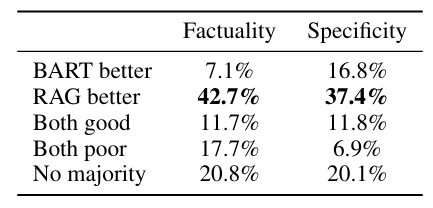 Factuality Specificity
BART better 7.1% 16.8%
RAG better 42.7% 37.4%
Both good 11.7% 11.8%
Both poor 17.7% 6.9%
No majority 20.8% 20.1%